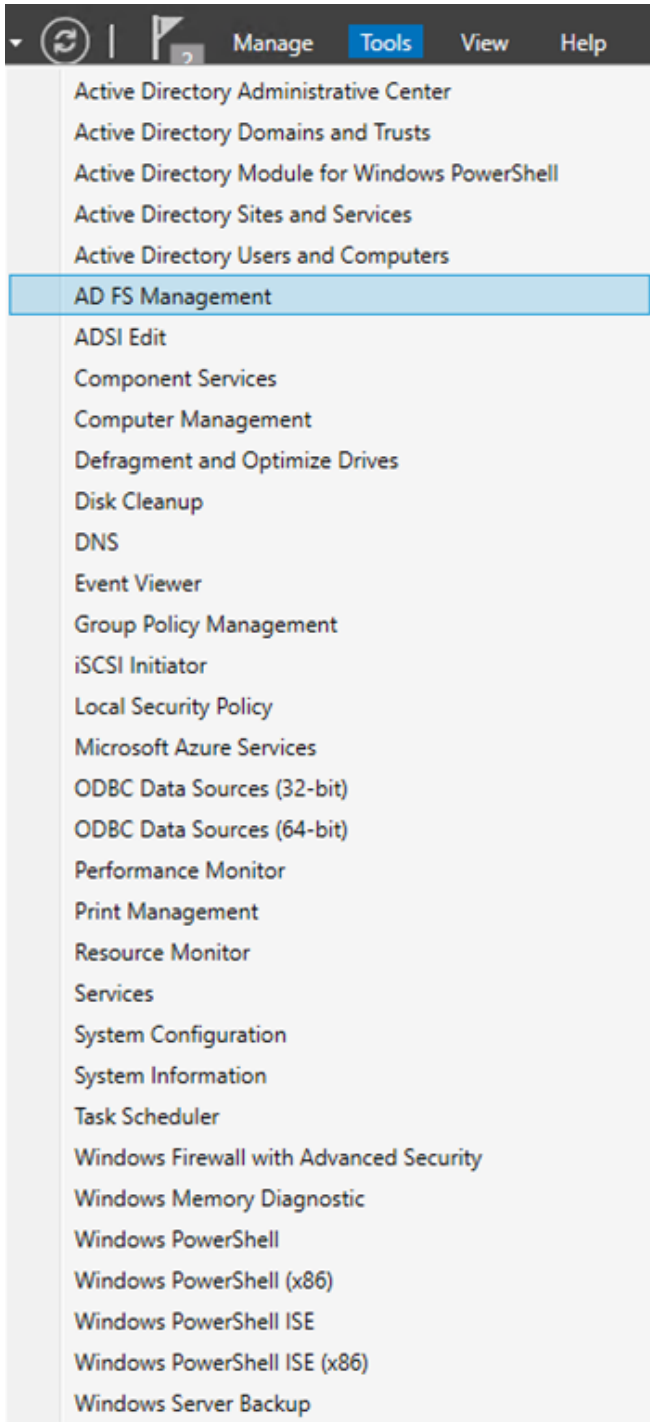 Manage Tools View Help
Active Directory Administrative Center
Active Directory Domains and Trusts
Active Directory Module for Windows PowerShell
Active Directory Sites and Services
Active Directory Users and Computers
AD FS Management
ADSI Edit
Component Services
Computer Management
Defragment and Optimize Drives
Disk Cleanup
DNS
Event Viewer
Group Policy Management
iSCSI Initiator
Local Security Policy
Microsoft Azure Services
ODBC Data Sources (32-bit)
ODBC Data Sources (64-bit)
Performance Monitor
Print Management
Resource Monitor
Services
System Configuration
System Information
Task Scheduler
Windows Firewall with Advanced Security
Windows Memory Diagnostic
Windows PowerShell
Windows PowerShell (x86)
Windows PowerShell ISE
Windows PowerShell ISE (x86)
Windows Server Backup